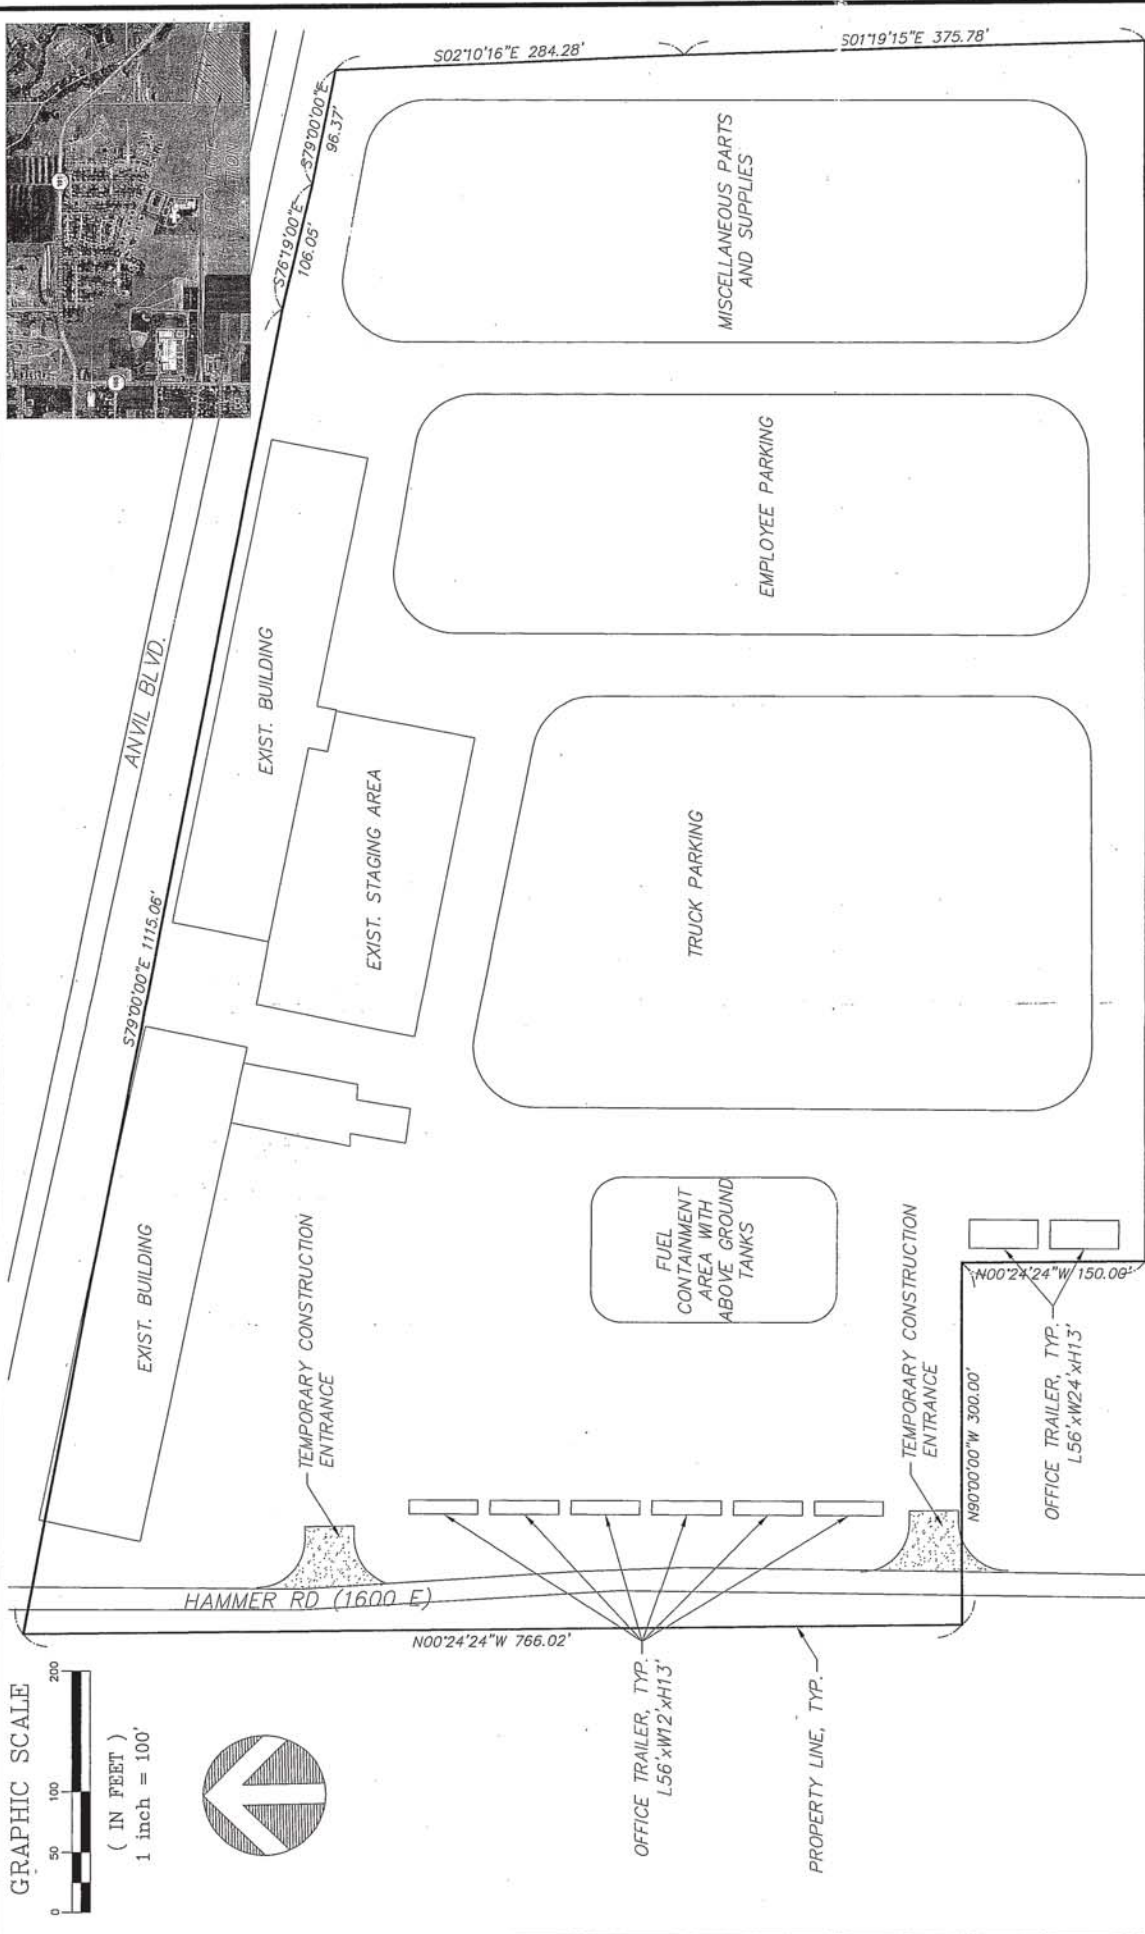 S02°10'16"E 284.28'
S01°19'15"E 375.78'
S79°00'00"E
96.37'
S76°19'00"E
106.05'
MISCELLANEOUS PARTS
AND SUPPLIES
EMPLOYEE PARKING
ANVIL BLVD.
EXIST. BUILDING
EXIST. STAGING AREA
TRUCK PARKING
S79°00'00"E 1115.06'
EXIST. BUILDING
FUEL
CONTAINMENT
AREA WITH
ABOVE GROUND
TANKS
TEMPORARY CONSTRUCTION
ENTRANCE
TEMPORARY CONSTRUCTION
ENTRANCE
N00°24'24"W 150.00'
N90°00'00"W 300.00'
OFFICE TRAILER, TYP.
L56'xW24'xH13'
HAMMER RD (1600 E)
N00°24'24"W 766.02'
OFFICE TRAILER, TYP.
L56'xW12'xH13'
PROPERTY LINE, TYP.
GRAPHIC SCALE
0 50 100 200
( IN FEET )
1 inch = 100'